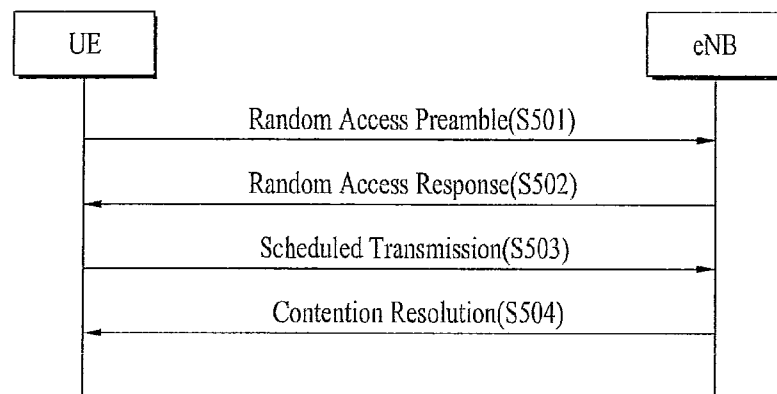 UE
eNB
Random Access Preamble(S501)
Random Access Response(S502)
Scheduled Transmission(S503)
Contention Resolution(S504)